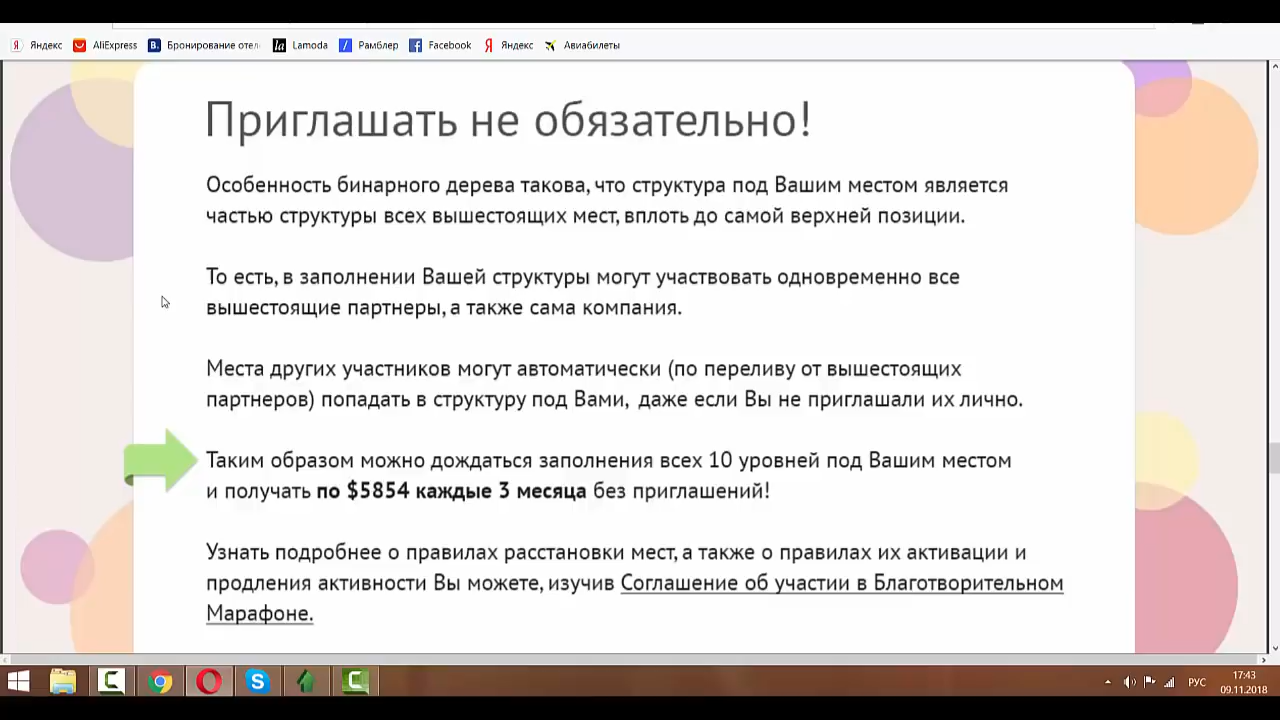 Яндекс AliExpress Бронирование отел Lamoda Рамблер Facebook Яндекс Авиабилеты
Приглашать не обязательно!
Особенность бинарного дерева такова, что структура под Вашим местом является
частью структуры всех вышестоящих мест, вплоть до самой верхней позиции.
То есть, в заполнении Вашей структуры могут участвовать одновременно все
вышестоящие партнеры, а также сама компания.
Места других участников могут автоматически (по переливу от вышестоящих
партнеров) попадать в структуру под Вами, даже если Вы не приглашали их лично.
Таким образом можно дождаться заполнения всех 10 уровней под Вашим местом
и получать по $5854 каждые 3 месяца без приглашений!
Узнать подробнее о правилах расстановки мест, а также о правилах их активации и
продления активности Вы можете, изучив Соглашение об участии в Благотворительном
Марафоне.
РУС
17:43
09.11.2018